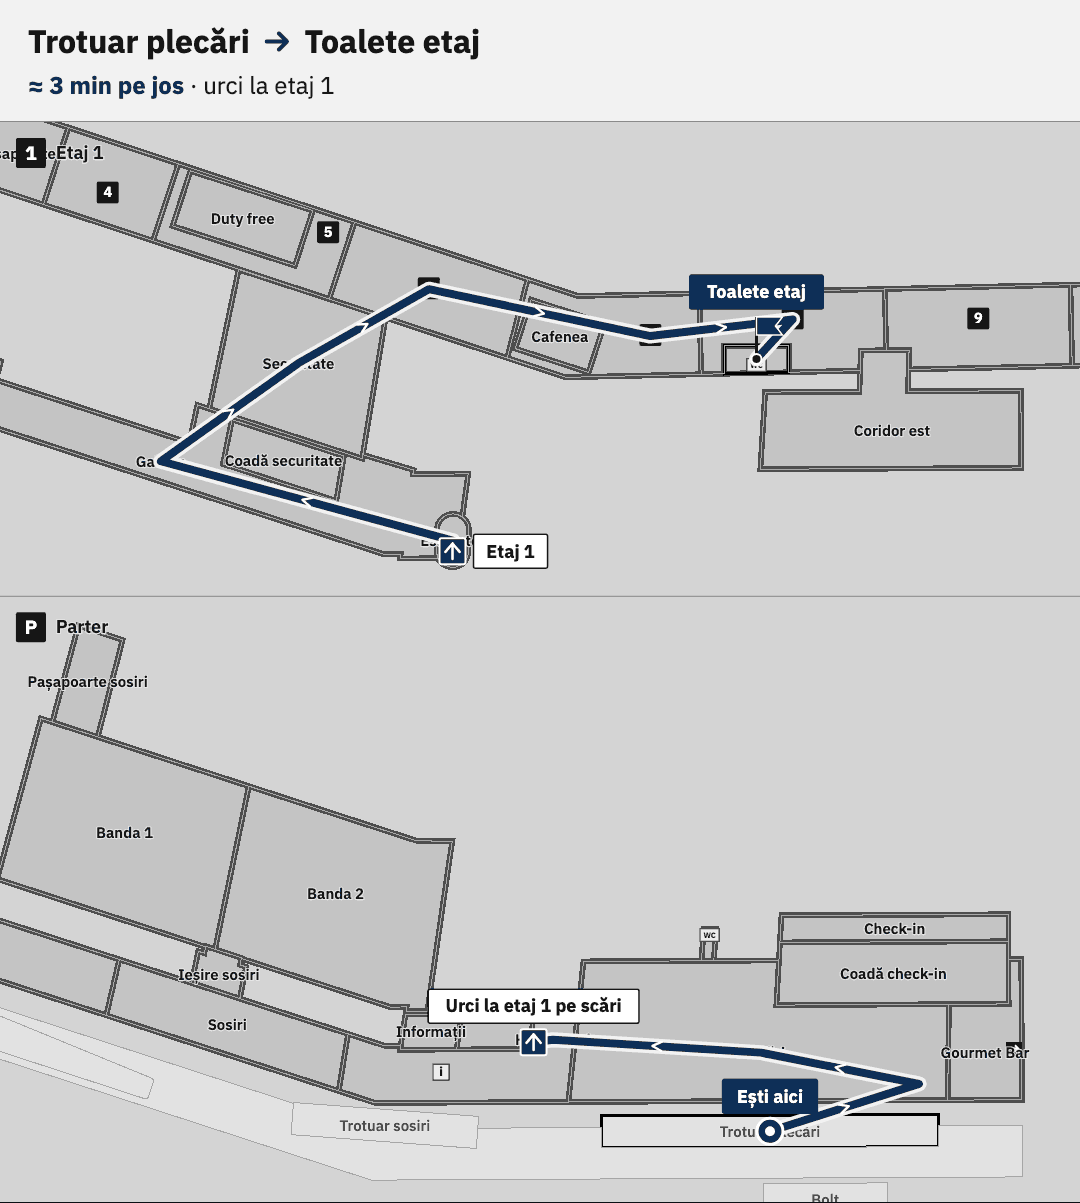 Trotuar plecări → Toalete etaj
≈ 3 min pe jos · urci la etaj 1
1 Etaj 1
4
Duty free
5
Toalete etaj
9
Cafenea
Securitate
Coridor est
Coadă securitate
Etaj 1
P Parter
Pașapoarte sosiri
Banda 1
Banda 2
WC
Check-in
Coadă check-in
Ieșire sosiri
Urci la etaj 1 pe scări
Sosiri
Informații
Gourmet Bar
i
Ești aici
Trotuar sosiri
Trotuar plecări
Bolt